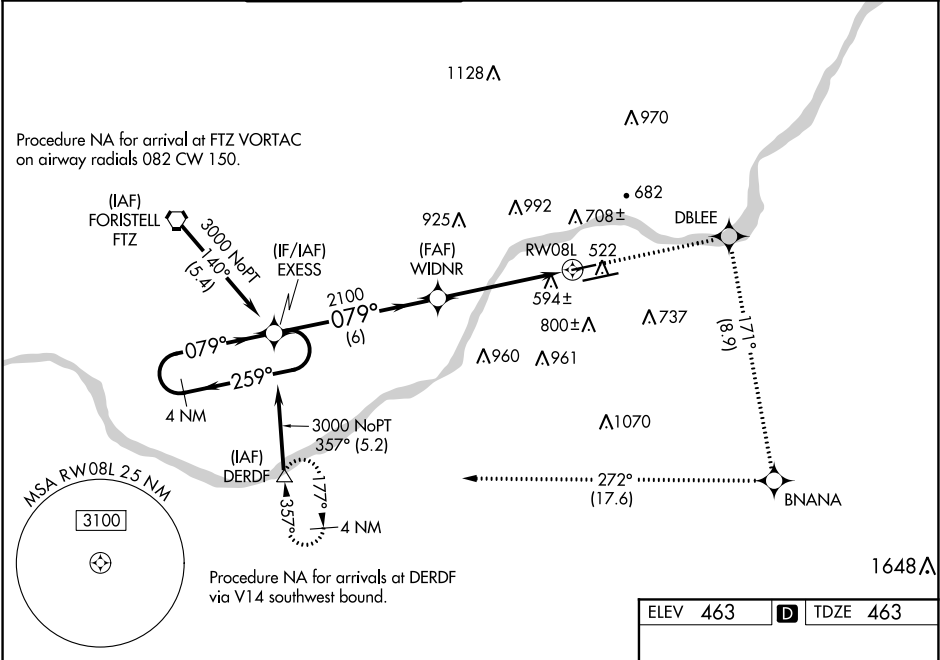 1128
970
Procedure NA for arrival at FTZ VORTAC
on airway radials 082 CW 150.
682
(IAF)
FORISTELL
FTZ
992
925
708±
DBLEE
3000 NoPT
140°
(5.4)
(IF/IAF)
EXESS
(FAF)
WIDNR
RW08L
522
2100
079°
(6)
594±
800±
737
079°
259°
960
961
171°
(8.9)
4 NM
3000 NoPT
357° (5.2)
1070
(IAF)
DERDF
177°
357°
4 NM
272°
(17.6)
BNANA
MSA RW08L 25 NM
3100
Procedure NA for arrivals at DERDF
via V14 southwest bound.
1648
ELEV 463 D TDZE 463